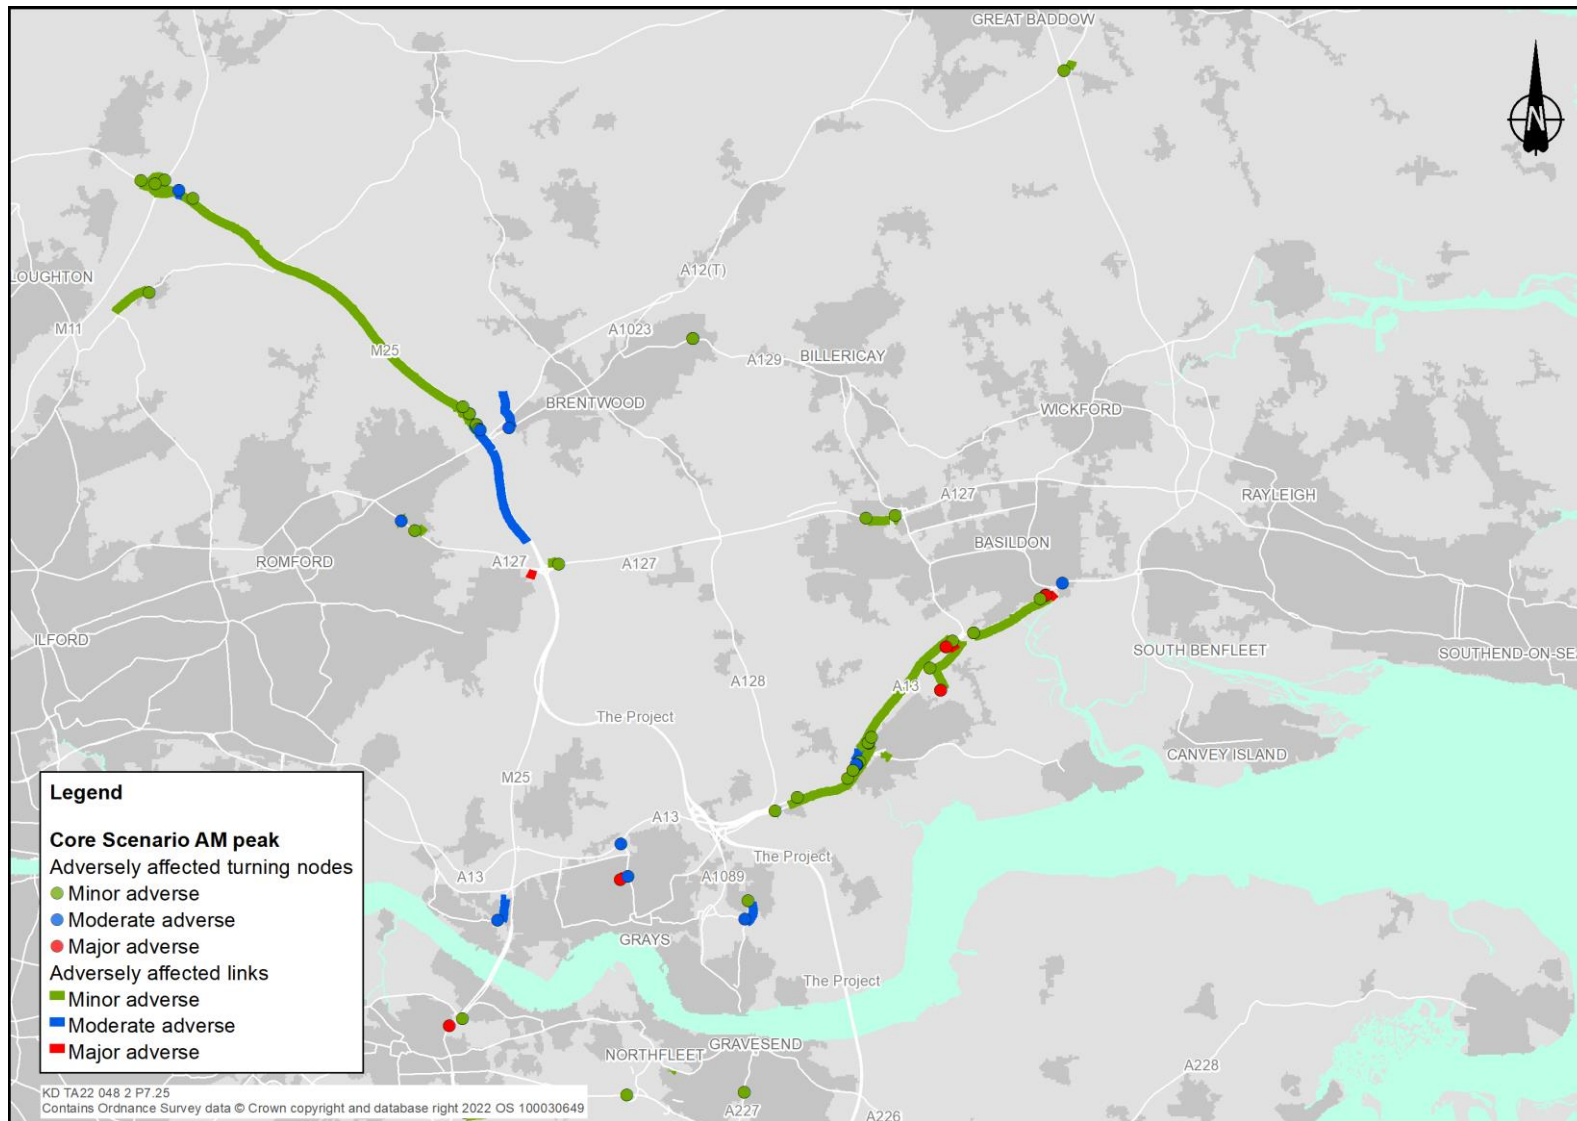 GREAT BADDOW
N
LOUGHTON
A12(T)
M11
A1023
M25
A129
BILLERICAY
BRENTWOOD
WICKFORD
A127
RAYLEIGH
BASILDON
ROMFORD
A127
A127
ILFORD
SOUTH BENFLEET
SOUTHEND-ON-SEA
A128
A13
The Project
CANVEY ISLAND
M25
A13
The Project
A13
A1089
GRAYS
The Project
NORTHFLEET
GRAVESEND
A228
A227
A226
Legend
Core Scenario AM peak
Adversely affected turning nodes
Minor adverse
Moderate adverse
Major adverse
Adversely affected links
Minor adverse
Moderate adverse
Major adverse
KD TA22 048 2 P7.25
Contains Ordnance Survey data © Crown copyright and database right 2022 OS 100030649